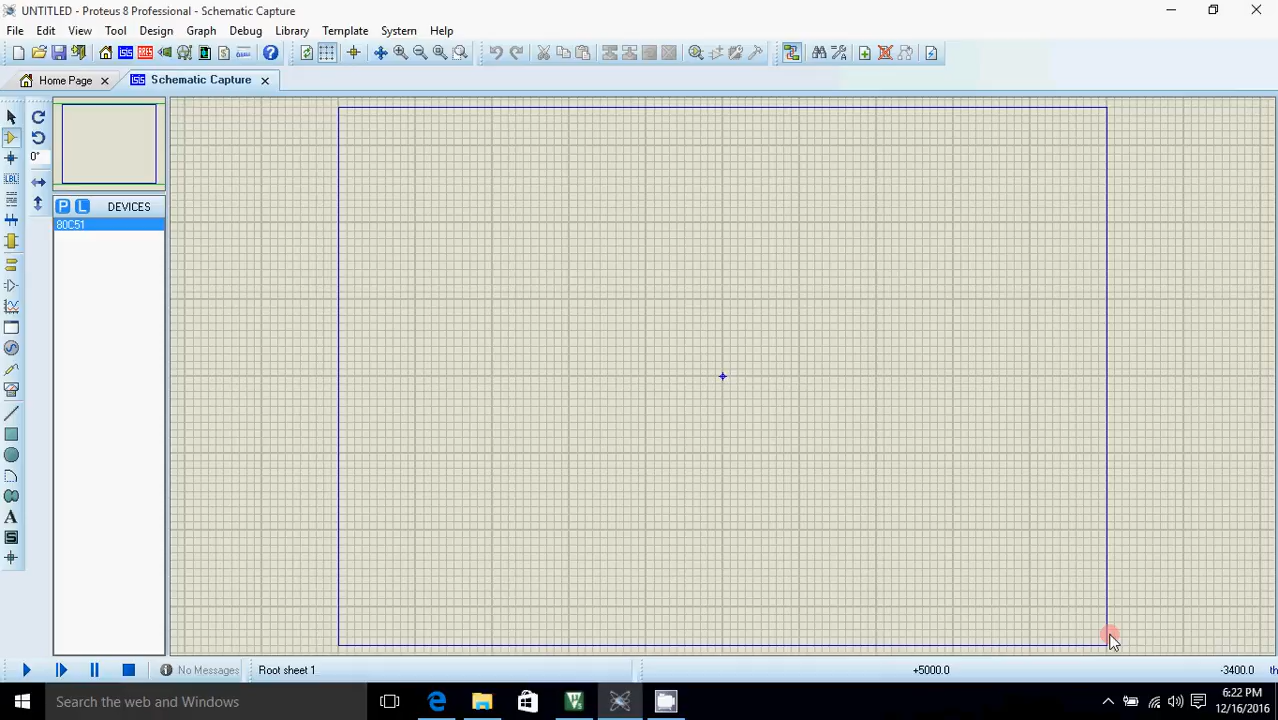 UNTITLED - Proteus 8 Professional - Schematic Capture
File Edit View Tool Design Graph Debug Library Template System Help
Home Page Schematic Capture
0°
LBL
P L DEVICES
80C51
A
S
No Messages Root sheet 1 +5000.0 -3400.0 th
Search the web and Windows
6:22 PM
12/16/2016